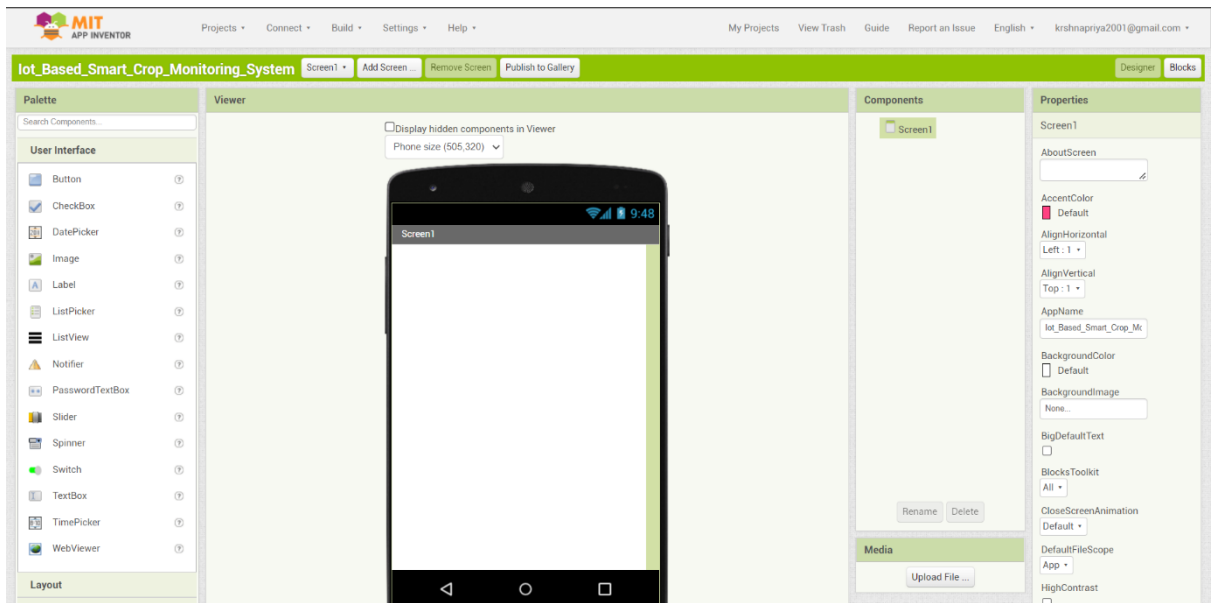 MIT
APP INVENTOR
Projects Connect Build Settings Help My Projects View Trash Guide Report an Issue English krshnapriya2001@gmail.com
Iot_Based_Smart_Crop_Monitoring_System Screen1 Add Screen ... Remove Screen Publish to Gallery Designer Blocks
Palette
Search Components...
User Interface
Button
CheckBox
DatePicker
Image
Label
ListPicker
ListView
Notifier
PasswordTextBox
Slider
Spinner
Switch
TextBox
TimePicker
WebViewer
Layout
Viewer
Display hidden components in Viewer
Phone size (505,320)
9:48
Screen1
Components
Screen1
Rename Delete
Media
Upload File ...
Properties
Screen1
AboutScreen
AccentColor
Default
AlignHorizontal
Left : 1
AlignVertical
Top : 1
AppName
Iot_Based_Smart_Crop_Mc
BackgroundColor
Default
BackgroundImage
None...
BigDefaultText
BlocksToolkit
All
CloseScreenAnimation
Default
DefaultFileScope
App
HighContrast